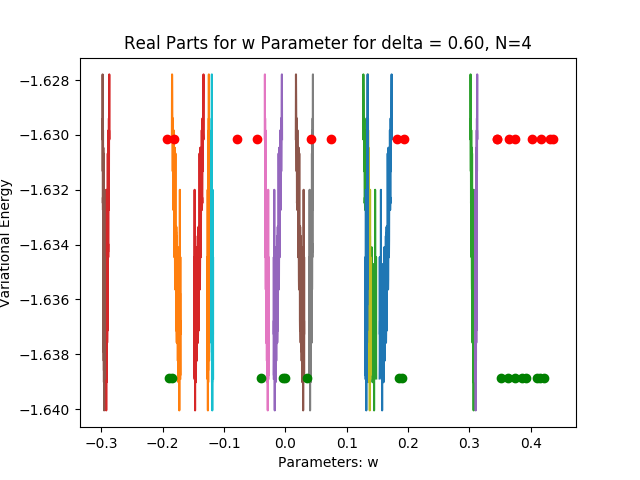 Real Parts for w Parameter for delta = 0.60, N=4
−1.628
−1.630
−1.632
−1.634
−1.636
−1.638
−1.640
Variational Energy
−0.3 −0.2 −0.1 0.0 0.1 0.2 0.3 0.4
Parameters: w